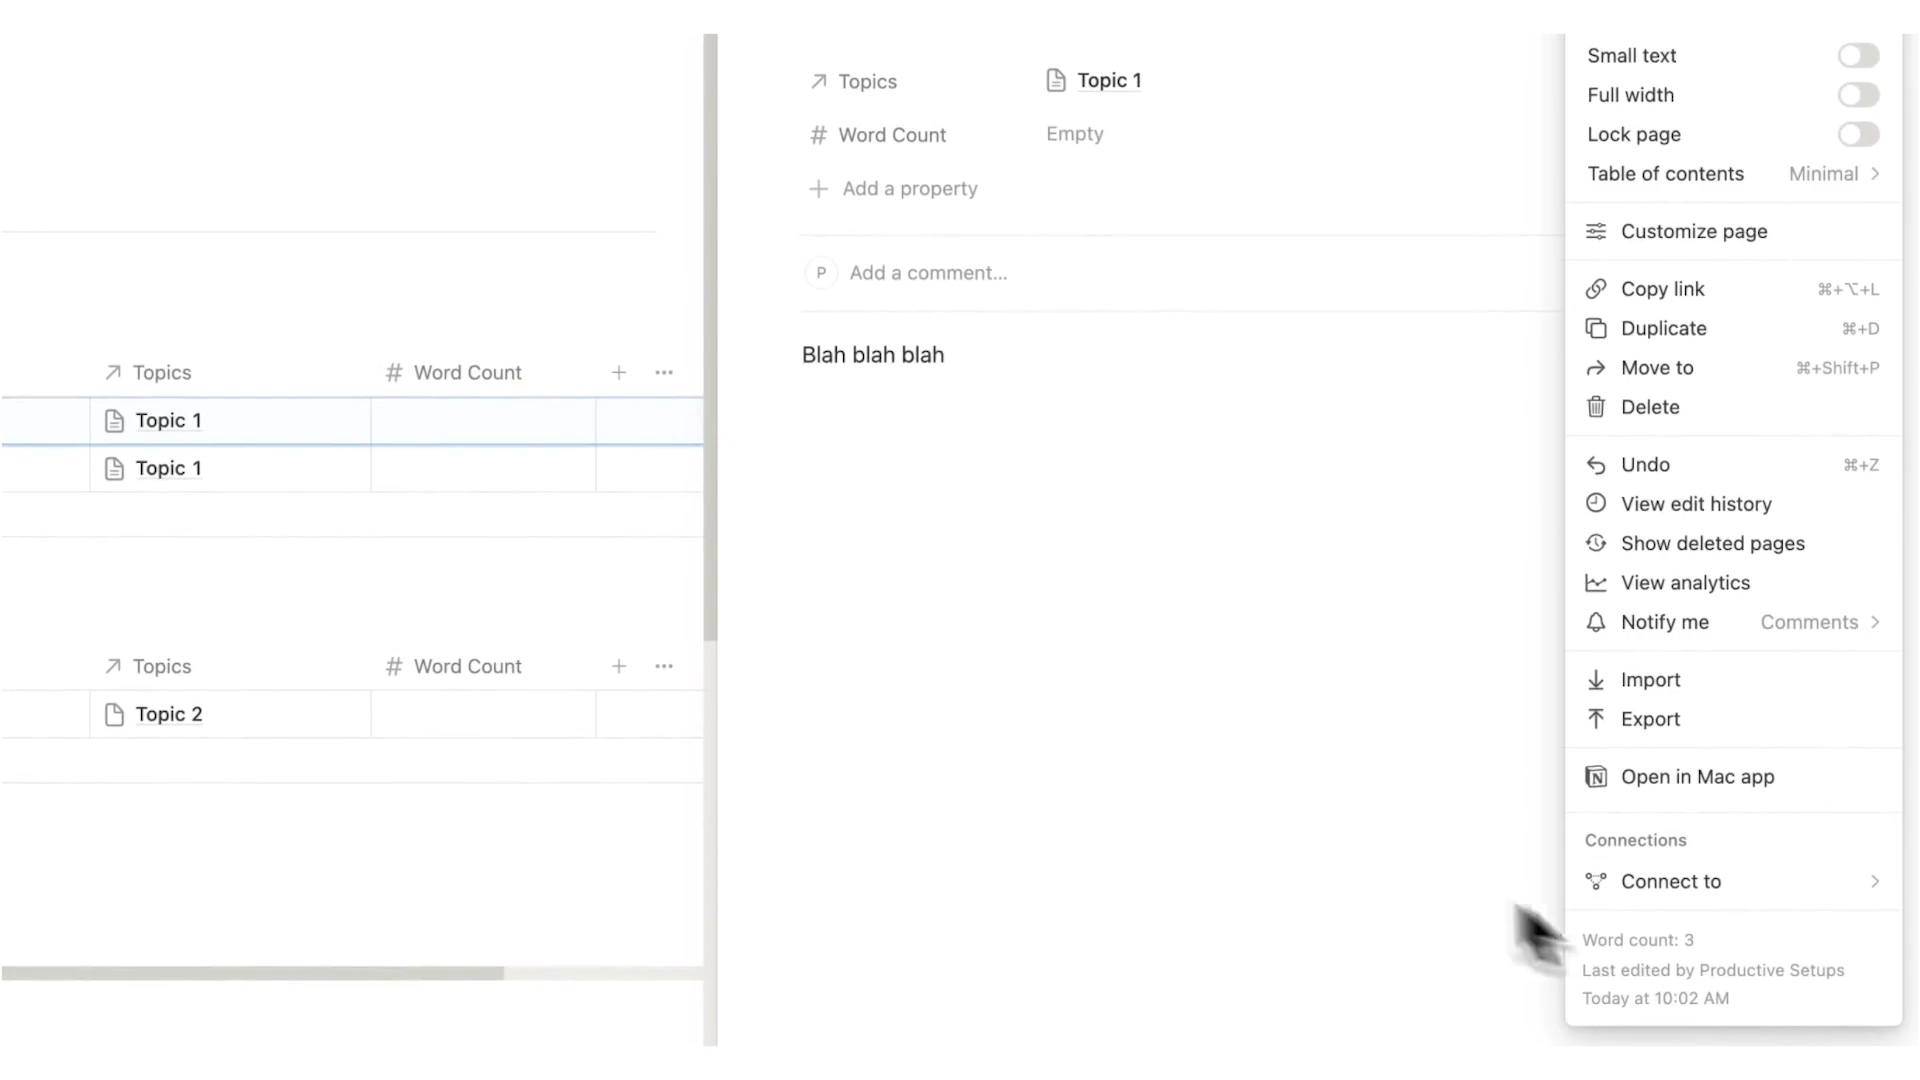 Topics Word Count
Topic 1
Topic 1
Topics Word Count
Topic 2
Topics Topic 1
Word Count Empty
Add a property
P Add a comment...
Blah blah blah
Small text
Full width
Lock page
Table of contents Minimal
Customize page
Copy link ⌘+⌥+L
Duplicate ⌘+D
Move to ⌘+Shift+P
Delete
Undo ⌘+Z
View edit history
Show deleted pages
View analytics
Notify me Comments
Import
Export
Open in Mac app
Connections
Connect to
Word count: 3
Last edited by Productive Setups
Today at 10:02 AM